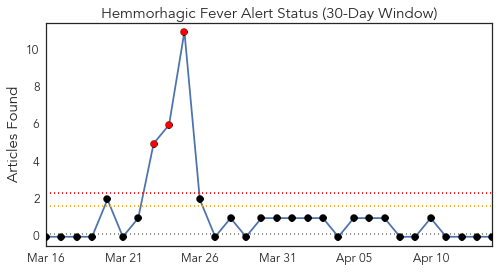 Hemmorhagic Fever Alert Status (30-Day Window)
Articles Found
10
8
6
4
2
0
Mar 16
Mar 21
Mar 26
Mar 31
Apr 05
Apr 10